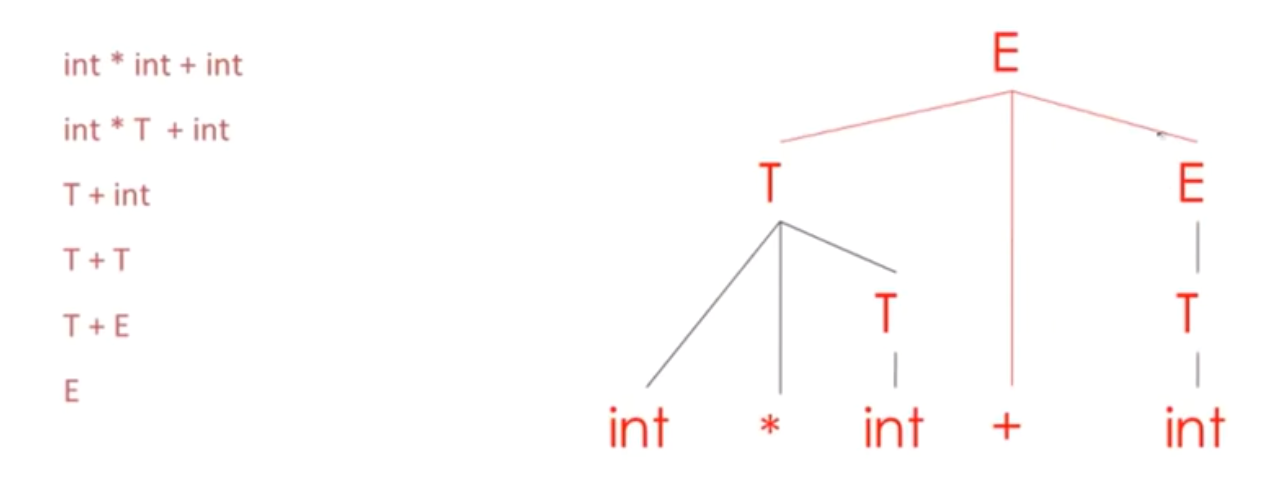 int * int + int
int * T + int
T + int
T + T
T + E
E
E
T E
T T
int * int + int